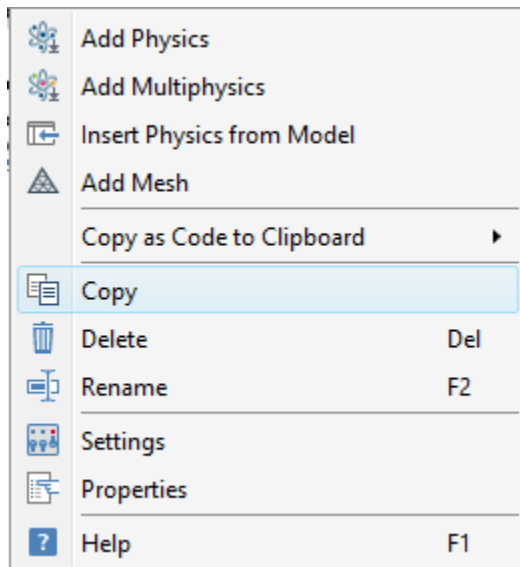 Add Physics
Add Multiphysics
Insert Physics from Model
Add Mesh
Copy as Code to Clipboard
Copy
Delete Del
Rename F2
Settings
Properties
? Help F1